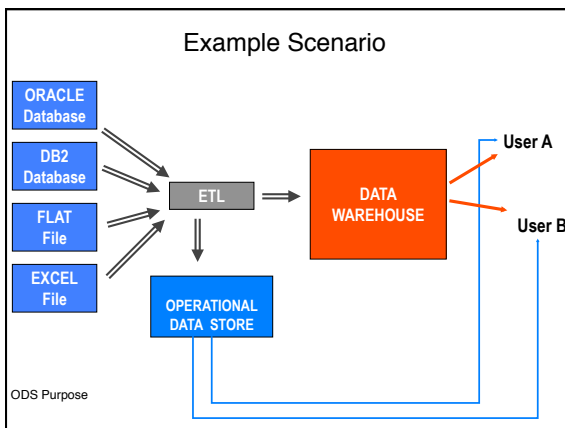 Example Scenario
ORACLE
Database
DB2
Database
FLAT
File
EXCEL
File
ETL
DATA
WAREHOUSE
User A
User B
OPERATIONAL
DATA STORE
ODS Purpose